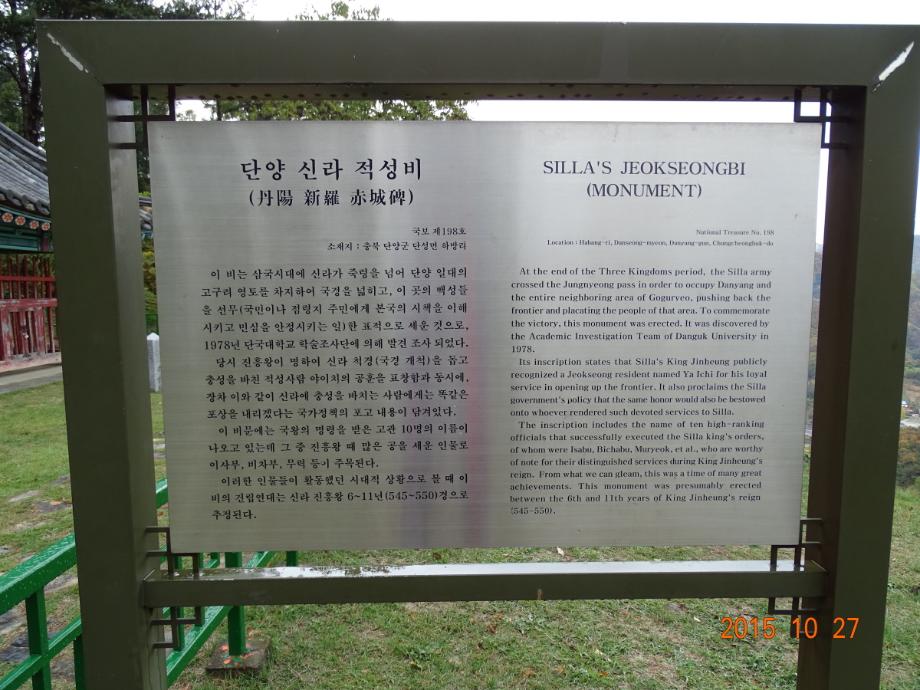 단양 신라 적성비
(丹陽 新羅 赤城碑)
국보 제198호
소재지 : 충북 단양군 단성면 하방리
이 비는 삼국시대에 신라가 죽령을 넘어 단양 일대의
고구려 영토를 차지하여 국경을 넓히고, 이 곳의 백성들
을 선무(국민이나 점령지 주민에게 본국의 시책을 이해
시키고 민심을 안정시키는 일)한 표적으로 세운 것으로,
1978년 단국대학교 학술조사단에 의해 발견 조사 되었다.
당시 진흥왕이 명하여 신라 척경(국경 개척)을 돕고
충성을 바친 적성사람 야이차의 공훈을 표창함과 동시에,
장차 이와 같이 신라에 충성을 바치는 사람에게는 똑같은
포상을 내리겠다는 국가정책의 포고 내용이 담겨있다.
이 비문에는 국왕의 명령을 받은 고관 10명의 이름이
나오고 있는데 그 중 진흥왕 때 많은 공을 세운 인물로
이사부, 비차부, 무력 등이 주목된다.
이러한 인물들이 활동했던 시대적 상황으로 볼 때 이
비의 건립연대는 신라 진흥왕 6~11년(545~550)경으로
추정된다.
SILLA'S JEOKSEONGBI
(MONUMENT)
National Treasure No. 198
Location : Habang-ri, Danseong-myeon, Danyang-gun, Chungcheongbuk-do
At the end of the Three Kingdoms period, the Silla army
crossed the Jungnyeong pass in order to occupy Danyang and
the entire neighboring area of Gogurveo, pushing back the
frontier and placating the people of that area. To commemorate
the victory, this monument was erected. It was discovered by
the Academic Investigation Team of Danguk University in
1978.
Its inscription states that Silla's King Jinheung publicly
recognized a Jeokseong resident named Ya Ichi for his loyal
service in opening up the frontier. It also proclaims the Silla
government's policy that the same honor would also be bestowed
onto whoever rendered such devoted services to Silla.
The inscription includes the name of ten high-ranking
officials that successfully executed the Silla king's orders,
of whom were Isabu, Bichabu, Muryeok, et al., who are worthy
of note for their distinguished services during King Jinheung's
reign. From what we can gleam, this was a time of many great
achievements. This monument was presumably erected
between the 6th and 11th years of King Jinheung's reign
(545-550).
2015 10 27